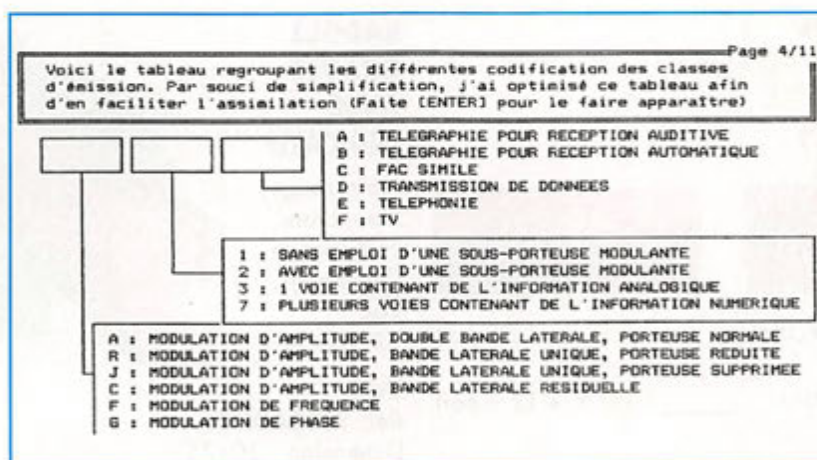 Page 4/11
Voici le tableau regroupant les différentes codification des classes
d'émission. Par souci de simplification, j'ai optimisé ce tableau afin
d'en faciliter l'assimilation (Faite [ENTER] pour le faire apparaître)
A : TELEGRAPHIE POUR RECEPTION AUDITIVE
B : TELEGRAPHIE POUR RECEPTION AUTOMATIQUE
C : FAC SIMILE
D : TRANSMISSION DE DONNEES
E : TELEPHONIE
F : TV
1 : SANS EMPLOI D'UNE SOUS-PORTEUSE MODULANTE
2 : AVEC EMPLOI D'UNE SOUS-PORTEUSE MODULANTE
3 : 1 VOIE CONTENANT DE L'INFORMATION ANALOGIQUE
7 : PLUSIEURS VOIES CONTENANT DE L'INFORMATION NUMERIQUE
A : MODULATION D'AMPLITUDE, DOUBLE BANDE LATERALE, PORTEUSE NORMALE
R : MODULATION D'AMPLITUDE, BANDE LATERALE UNIQUE, PORTEUSE REDUITE
J : MODULATION D'AMPLITUDE, BANDE LATERALE UNIQUE, PORTEUSE SUPPRIMEE
C : MODULATION D'AMPLITUDE, BANDE LATERALE RESIDUELLE
F : MODULATION DE FREQUENCE
G : MODULATION DE PHASE